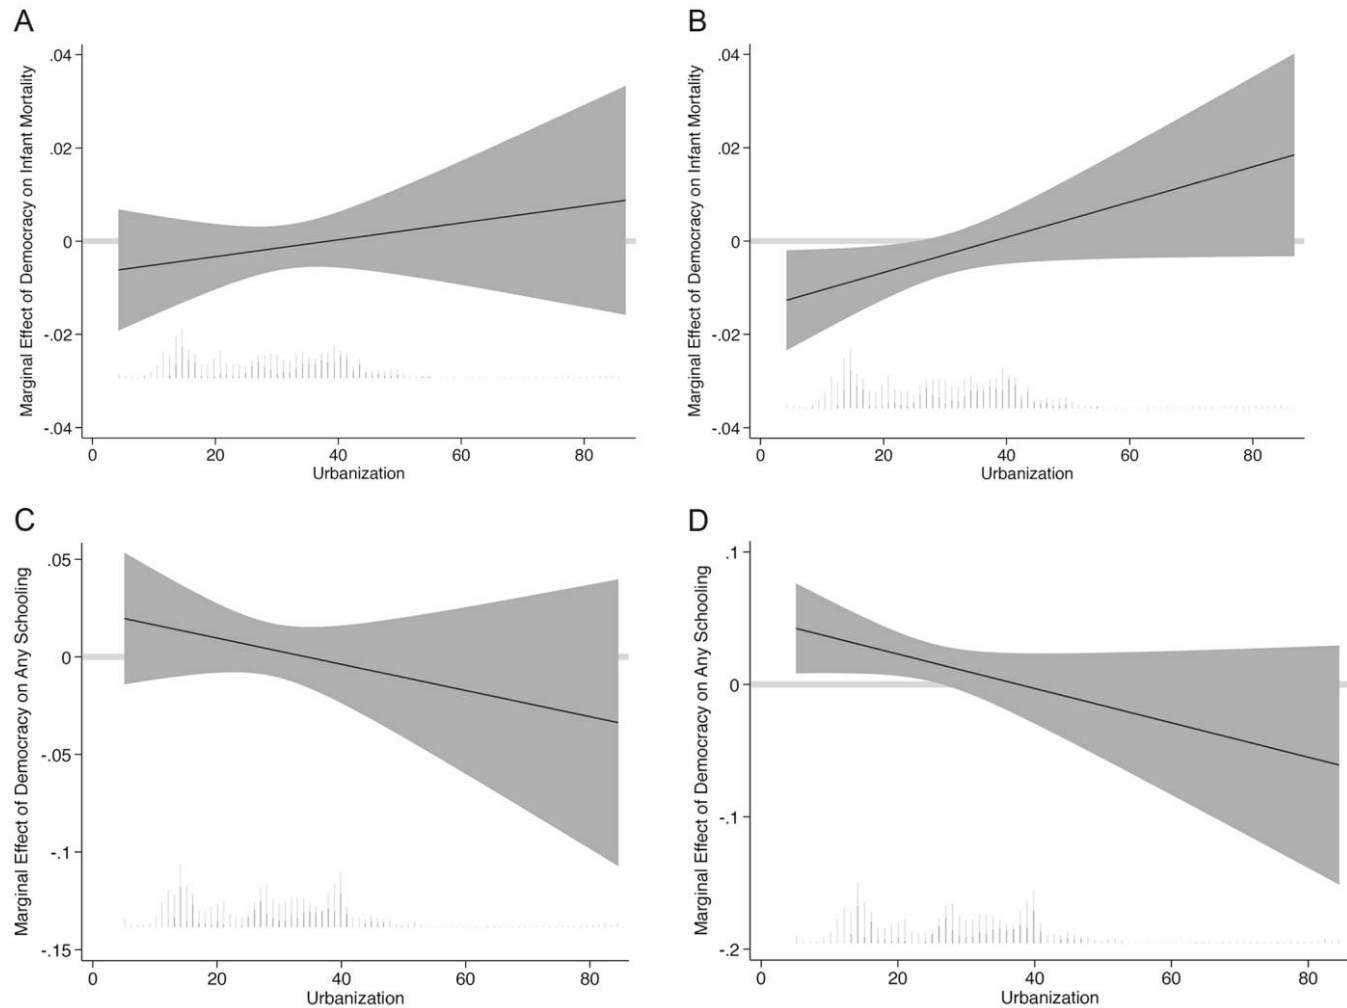 A
Marginal Effect of Democracy on Infant Mortality
.04
.02
0
-.02
-.04
0 20 40 60 80
Urbanization
B
Marginal Effect of Democracy on Infant Mortality
.04
.02
0
-.02
-.04
0 20 40 60 80
Urbanization
C
Marginal Effect of Democracy on Any Schooling
.05
0
-.05
-.1
-.15
0 20 40 60 80
Urbanization
D
Marginal Effect of Democracy on Any Schooling
.1
0
-.1
-.2
0 20 40 60 80
Urbanization